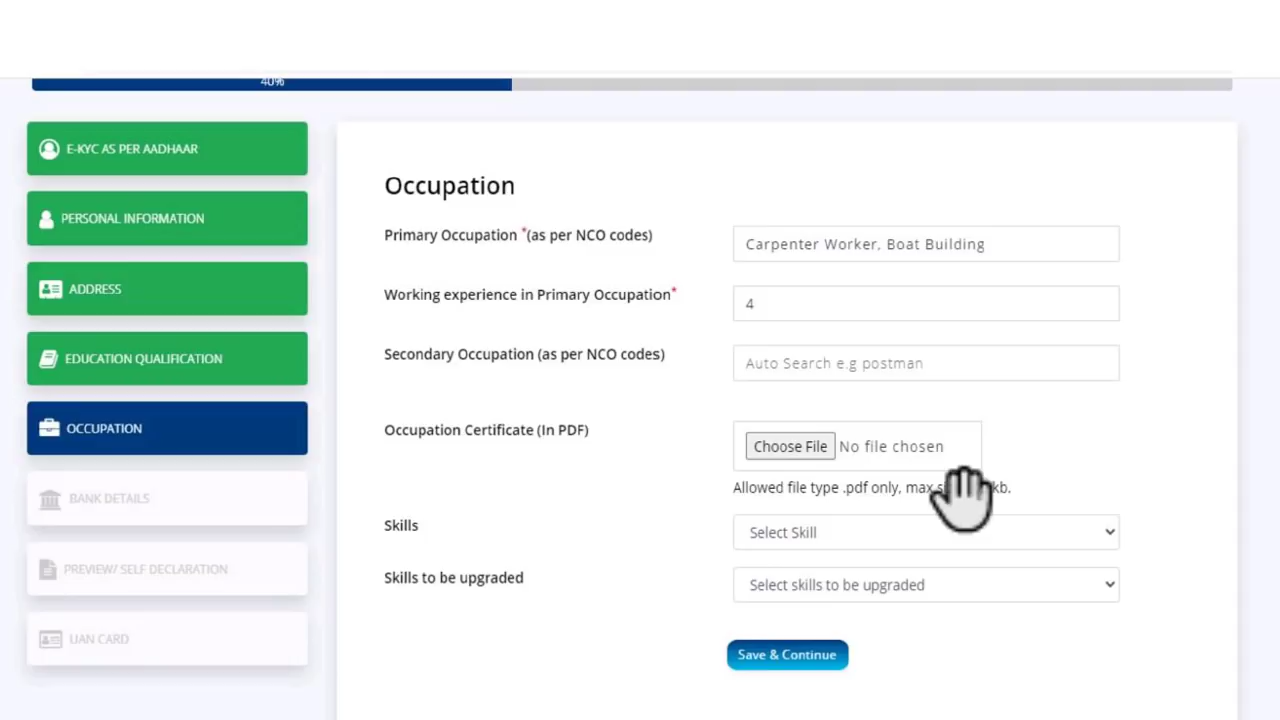 40%
E-KYC AS PER AADHAAR
PERSONAL INFORMATION
ADDRESS
EDUCATION QUALIFICATION
OCCUPATION
BANK DETAILS
PREVIEW/ SELF DECLARATION
UAN CARD
Occupation
Primary Occupation *(as per NCO codes)
Carpenter Worker, Boat Building
Working experience in Primary Occupation*
4
Secondary Occupation (as per NCO codes)
Auto Search e.g postman
Occupation Certificate (In PDF)
Choose File No file chosen
Allowed file type .pdf only, max kb.
Skills
Select Skill
Skills to be upgraded
Select skills to be upgraded
Save & Continue